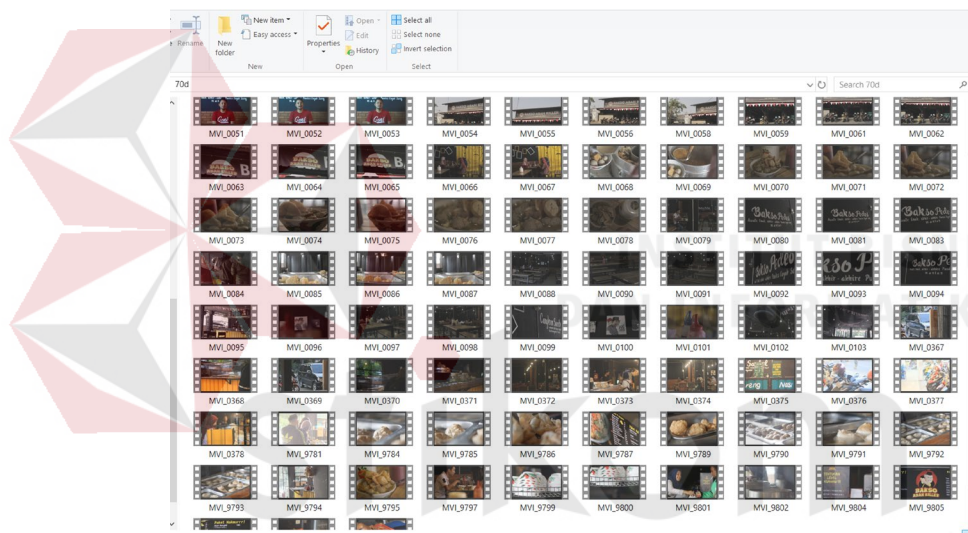 New item
Open
Select all
Easy access
Edit
Select none
Rename
New folder
Properties
History
Invert selection
New
Open
Select
70d
Search 70d
MVI_0051 MVI_0052 MVI_0053 MVI_0054 MVI_0055 MVI_0056 MVI_0058 MVI_0059 MVI_0061 MVI_0062
MVI_0063 MVI_0064 MVI_0065 MVI_0066 MVI_0067 MVI_0068 MVI_0069 MVI_0070 MVI_0071 MVI_0072
MVI_0073 MVI_0074 MVI_0075 MVI_0076 MVI_0077 MVI_0078 MVI_0079 MVI_0080 MVI_0081 MVI_0083
MVI_0084 MVI_0085 MVI_0086 MVI_0087 MVI_0088 MVI_0090 MVI_0091 MVI_0092 MVI_0093 MVI_0094
MVI_0095 MVI_0096 MVI_0097 MVI_0098 MVI_0099 MVI_0100 MVI_0101 MVI_0102 MVI_0103 MVI_0367
MVI_0368 MVI_0369 MVI_0370 MVI_0371 MVI_0372 MVI_0373 MVI_0374 MVI_0375 MVI_0376 MVI_0377
MVI_0378 MVI_9781 MVI_9784 MVI_9785 MVI_9786 MVI_9787 MVI_9789 MVI_9790 MVI_9791 MVI_9792
MVI_9793 MVI_9794 MVI_9795 MVI_9797 MVI_9799 MVI_9800 MVI_9801 MVI_9802 MVI_9804 MVI_9805
stikom